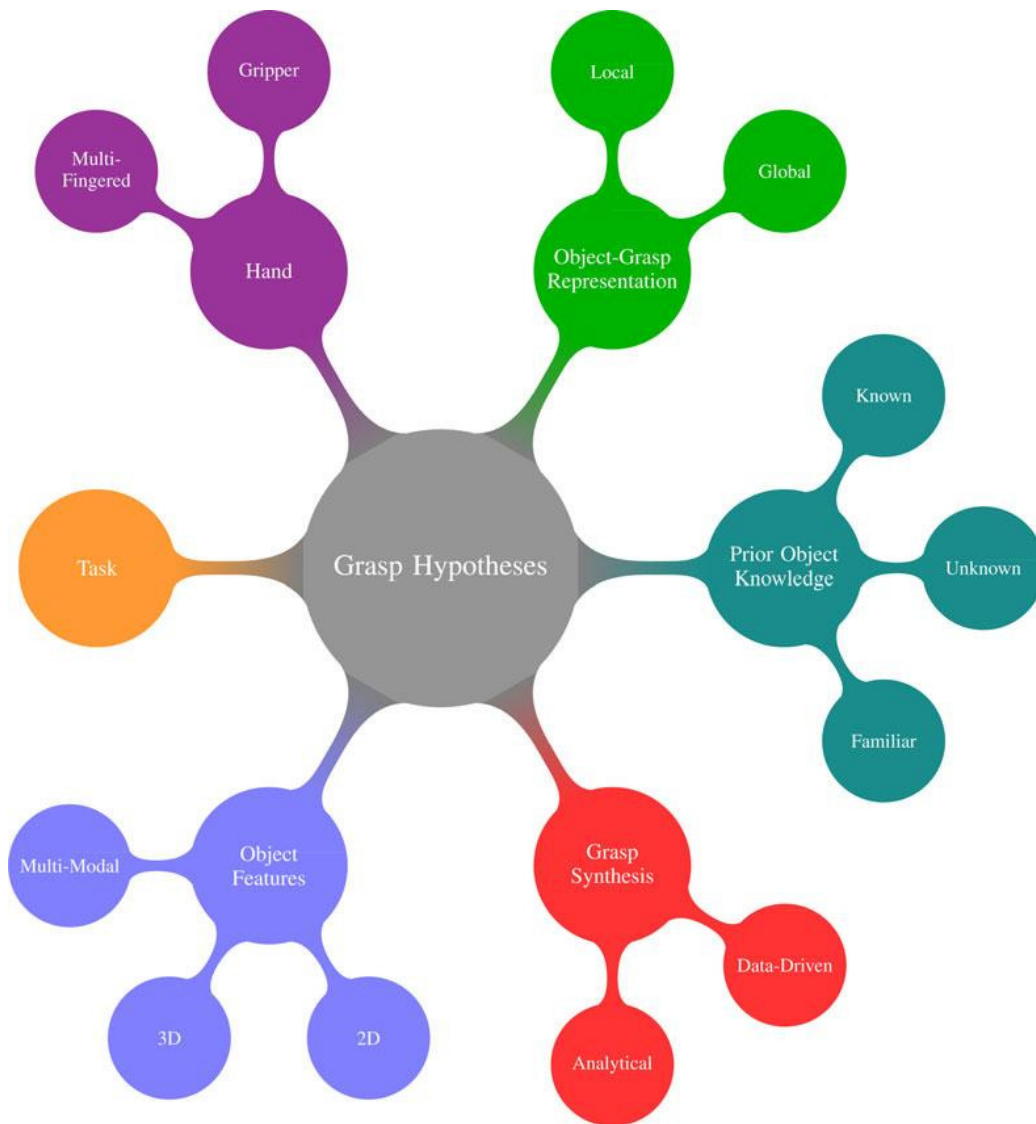 Gripper
Local
Multi-
Fingered
Global
Hand
Object-Grasp
Representation
Known
Grasp Hypotheses
Task
Prior Object
Knowledge
Unknown
Familiar
Multi-Modal
Object
Features
Grasp
Synthesis
Data-Driven
3D
2D
Analytical